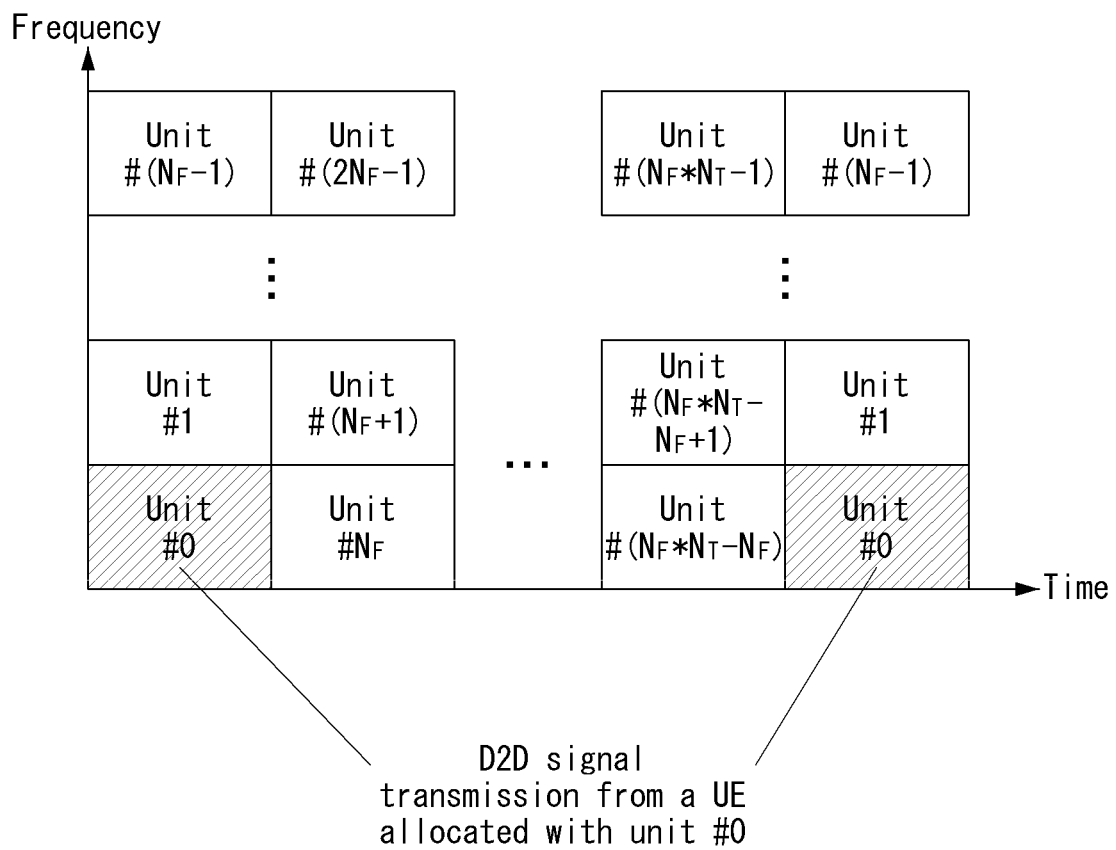 Frequency
Unit
#(NF−1)
Unit
#(2NF−1)
Unit
#(NF*NT−1)
Unit
#(NF−1)
⋮
⋮
Unit
#1
Unit
#(NF+1)
Unit
#(NF*NT−
NF+1)
Unit
#1
...
Unit
#0
Unit
#NF
Unit
#(NF*NT−NF)
Unit
#0
Time
D2D signal
transmission from a UE
allocated with unit #0